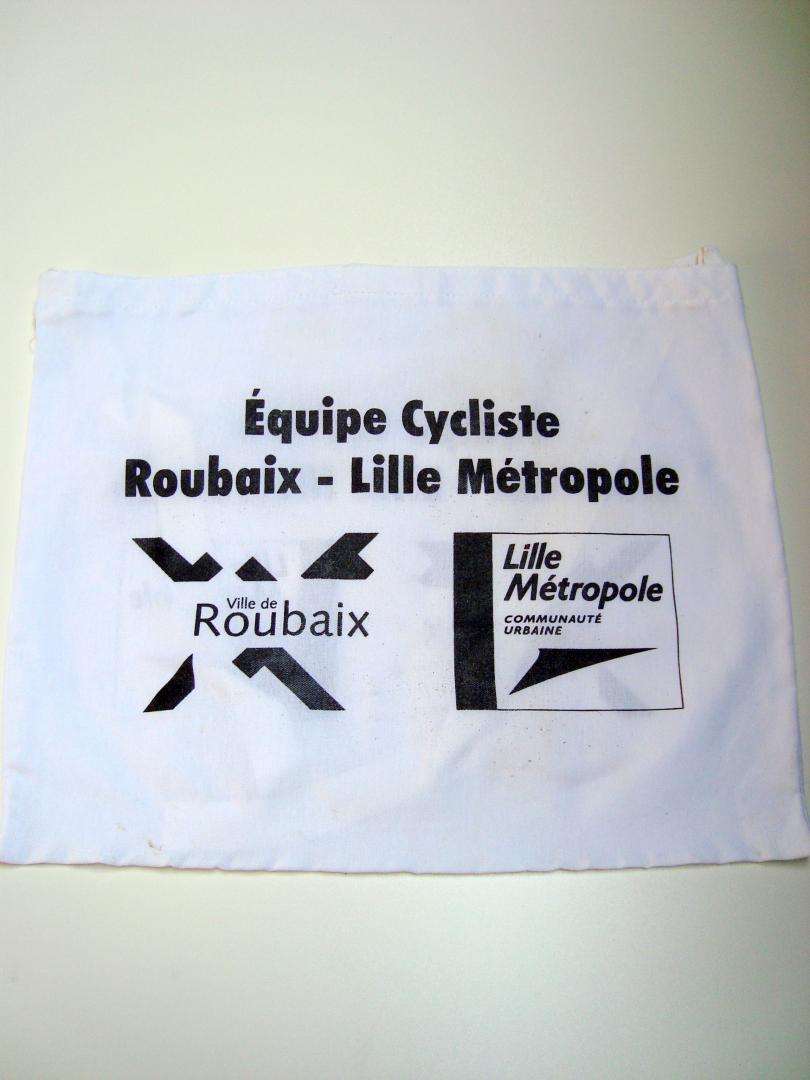 Équipe Cycliste
Roubaix - Lille Métropole
Ville de
Roubaix
Lille
Métropole
COMMUNAUTÉ
URBAINE